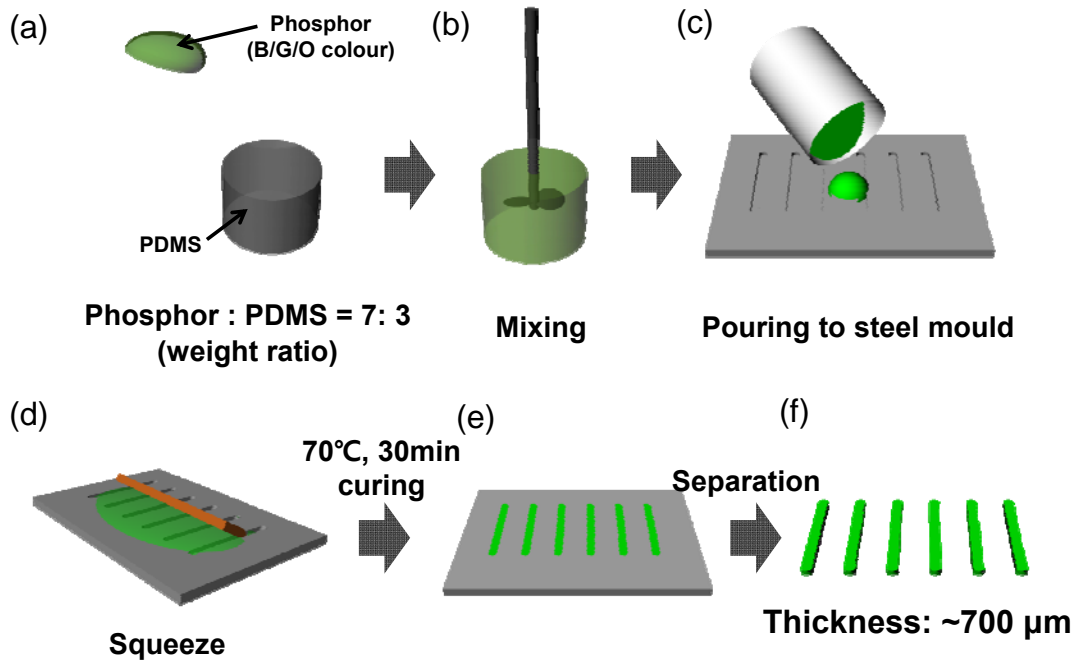 (a)
Phosphor
(B/G/O colour)
PDMS
Phosphor : PDMS = 7: 3
(weight ratio)
(b)
Mixing
(c)
Pouring to steel mould
(d)
Squeeze
70℃, 30min
curing
(e)
Separation
(f)
Thickness: ~700 µm